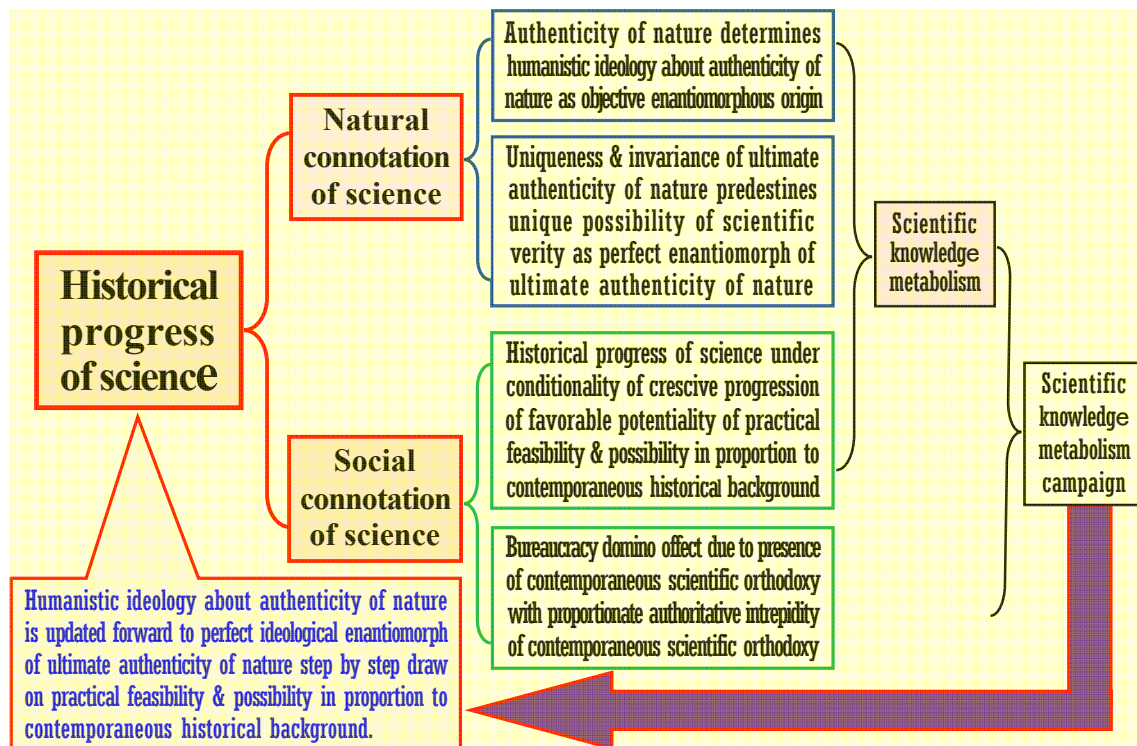 Authenticity of nature determines
humanistic ideology about authenticity of
nature as objective enantiomorphous origin
Natural
connotation
of science
Uniqueness & invariance of ultimate
authenticity of nature predestines
unique possibility of scientific
verity as perfect enantiomorph of
ultimate authenticity of nature
Scientific
knowledge
metabolism
Historical
progress
of science
Historical progress of science under
conditionality of crescive progression
of favorable potentiality of practical
feasibility & possibility in proportion to
contemporaneous historical background
Scientific
knowledge
metabolism
campaign
Social
connotation
of science
Bureaucracy domino offect due to presence
of contemporaneous scientific orthodoxy
with proportionate authoritative intrepidity
of contemporaneous scientific orthodoxy
Humanistic ideology about authenticity of nature
is updated forward to perfect ideological enantiomorph
of ultimate authenticity of nature step by step draw
on practical feasibility & possibility in proportion to
contemporaneous historical background.